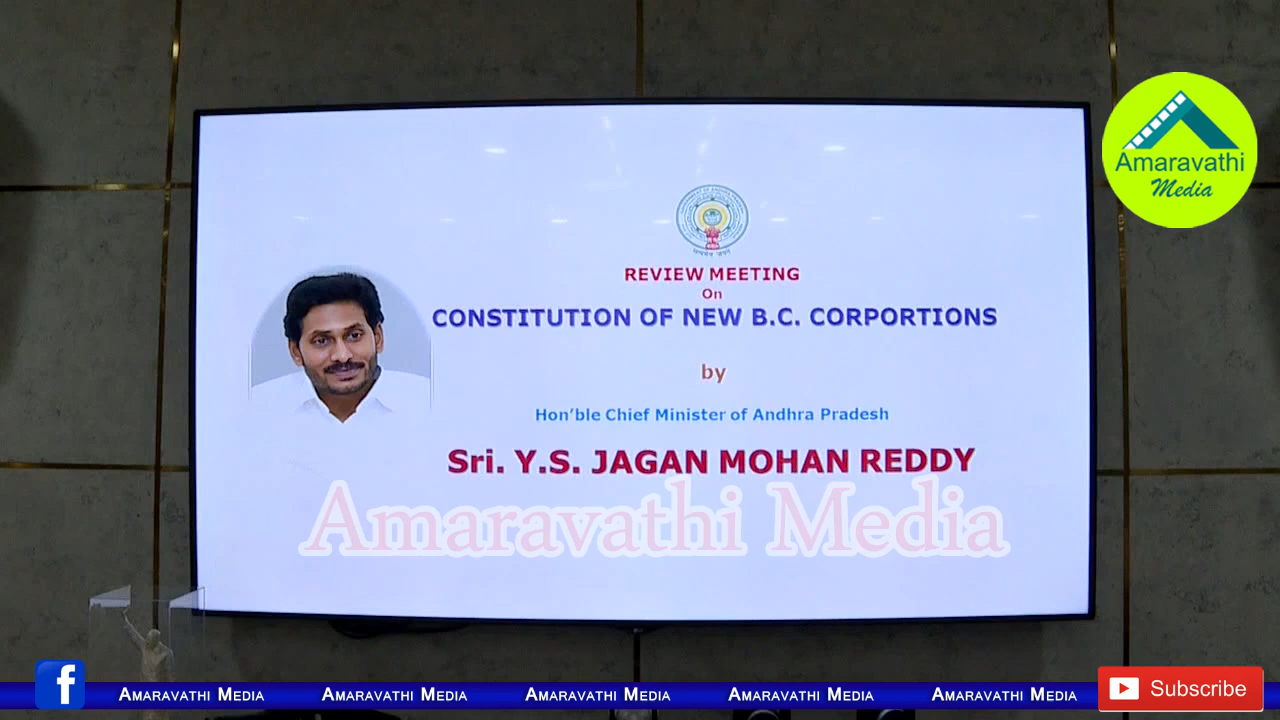 Amaravathi
Media
REVIEW MEETING
On
CONSTITUTION OF NEW B.C. CORPORTIONS
by
Hon'ble Chief Minister of Andhra Pradesh
Sri. Y.S. JAGAN MOHAN REDDY
Amaravathi Media
f
AMARAVATHI MEDIA AMARAVATHI MEDIA AMARAVATHI MEDIA AMARAVATHI MEDIA AMARAVATHI MEDIA
Subscribe